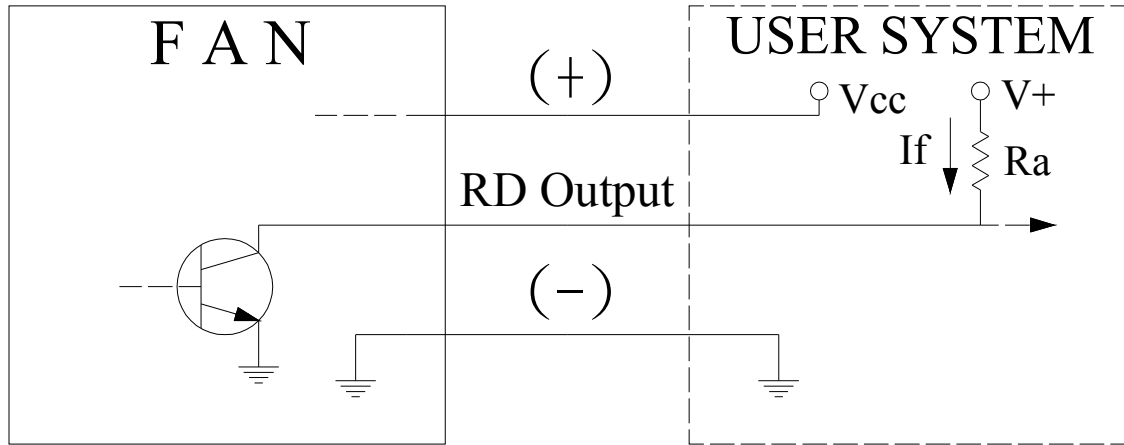 F A N
USER SYSTEM
(+)
Vcc
V+
If
Ra
RD Output
(-)